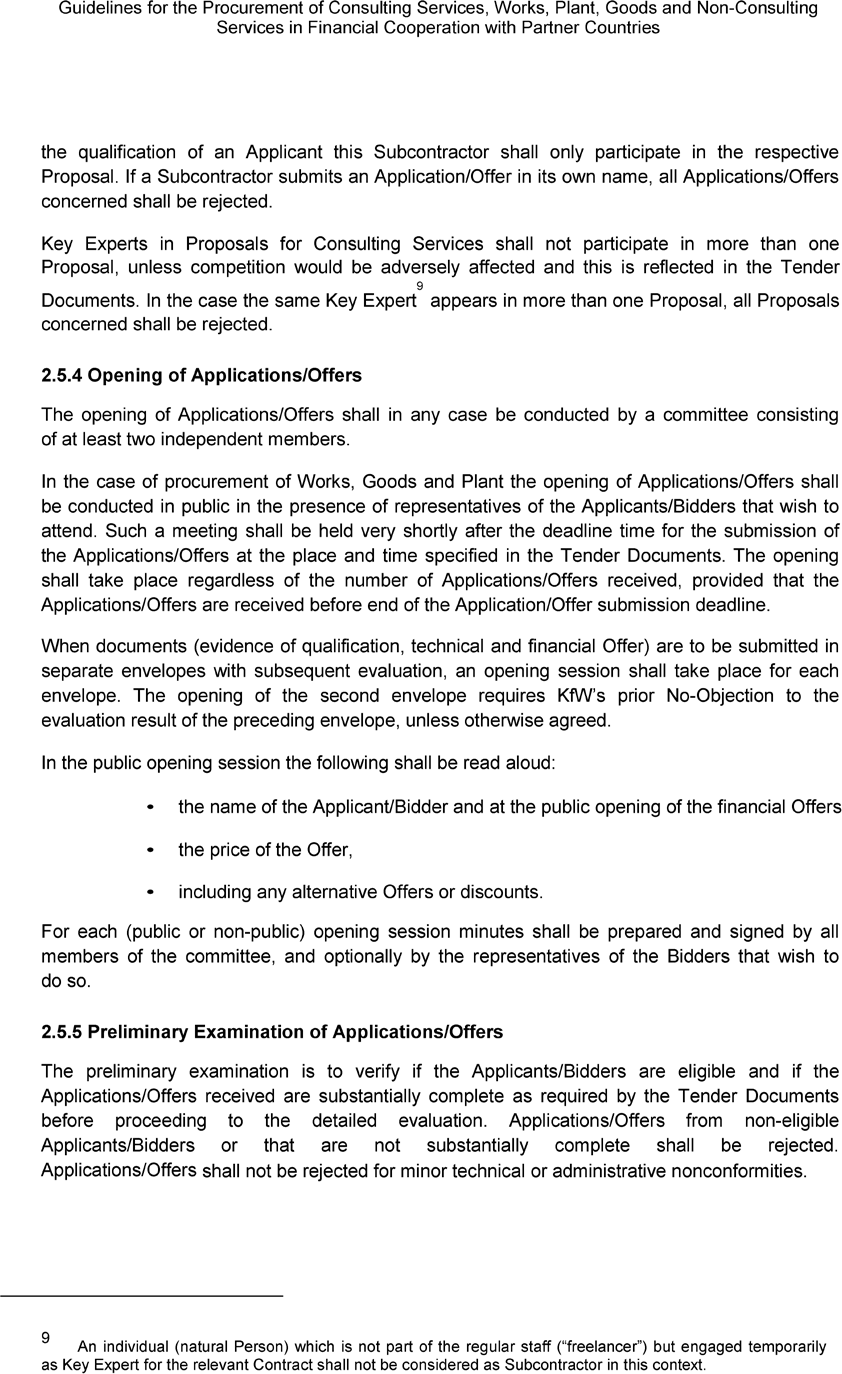 Guidelines for the Procurement of Consulting Services, Works, Plant, Goods and Non-Consulting
Services in Financial Cooperation with Partner Countries
the qualification of an Applicant this Subcontractor shall only participate in the respective
Proposal. If a Subcontractor submits an Application/Offer in its own name, all Applications/Offers
concerned shall be rejected.
Key Experts in Proposals for Consulting Services shall not participate in more than one
Proposal, unless competition would be adversely affected and this is reflected in the Tender
Documents. In the case the same Key Expert9 appears in more than one Proposal, all Proposals
concerned shall be rejected.
2.5.4 Opening of Applications/Offers
The opening of Applications/Offers shall in any case be conducted by a committee consisting
of at least two independent members.
In the case of procurement of Works, Goods and Plant the opening of Applications/Offers shall
be conducted in public in the presence of representatives of the Applicants/Bidders that wish to
attend. Such a meeting shall be held very shortly after the deadline time for the submission of
the Applications/Offers at the place and time specified in the Tender Documents. The opening
shall take place regardless of the number of Applications/Offers received, provided that the
Applications/Offers are received before end of the Application/Offer submission deadline.
When documents (evidence of qualification, technical and financial Offer) are to be submitted in
separate envelopes with subsequent evaluation, an opening session shall take place for each
envelope. The opening of the second envelope requires KfW’s prior No-Objection to the
evaluation result of the preceding envelope, unless otherwise agreed.
In the public opening session the following shall be read aloud:
• the name of the Applicant/Bidder and at the public opening of the financial Offers
• the price of the Offer,
• including any alternative Offers or discounts.
For each (public or non-public) opening session minutes shall be prepared and signed by all
members of the committee, and optionally by the representatives of the Bidders that wish to
do so.
2.5.5 Preliminary Examination of Applications/Offers
The preliminary examination is to verify if the Applicants/Bidders are eligible and if the
Applications/Offers received are substantially complete as required by the Tender Documents
before proceeding to the detailed evaluation. Applications/Offers from non-eligible
Applicants/Bidders or that are not substantially complete shall be rejected.
Applications/Offers shall not be rejected for minor technical or administrative nonconformities.
9 An individual (natural Person) which is not part of the regular staff (“freelancer”) but engaged temporarily
as Key Expert for the relevant Contract shall not be considered as Subcontractor in this context.